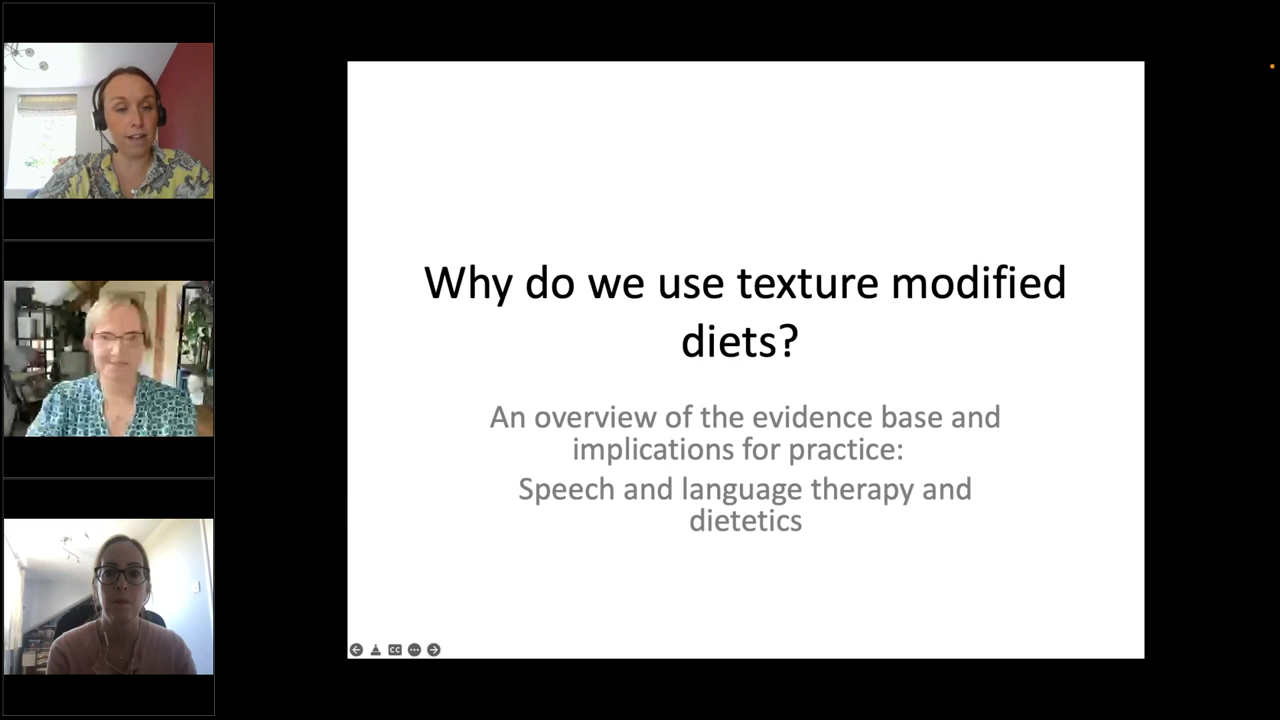 Why do we use texture modified
diets?
An overview of the evidence base and
implications for practice:
Speech and language therapy and
dietetics
CC